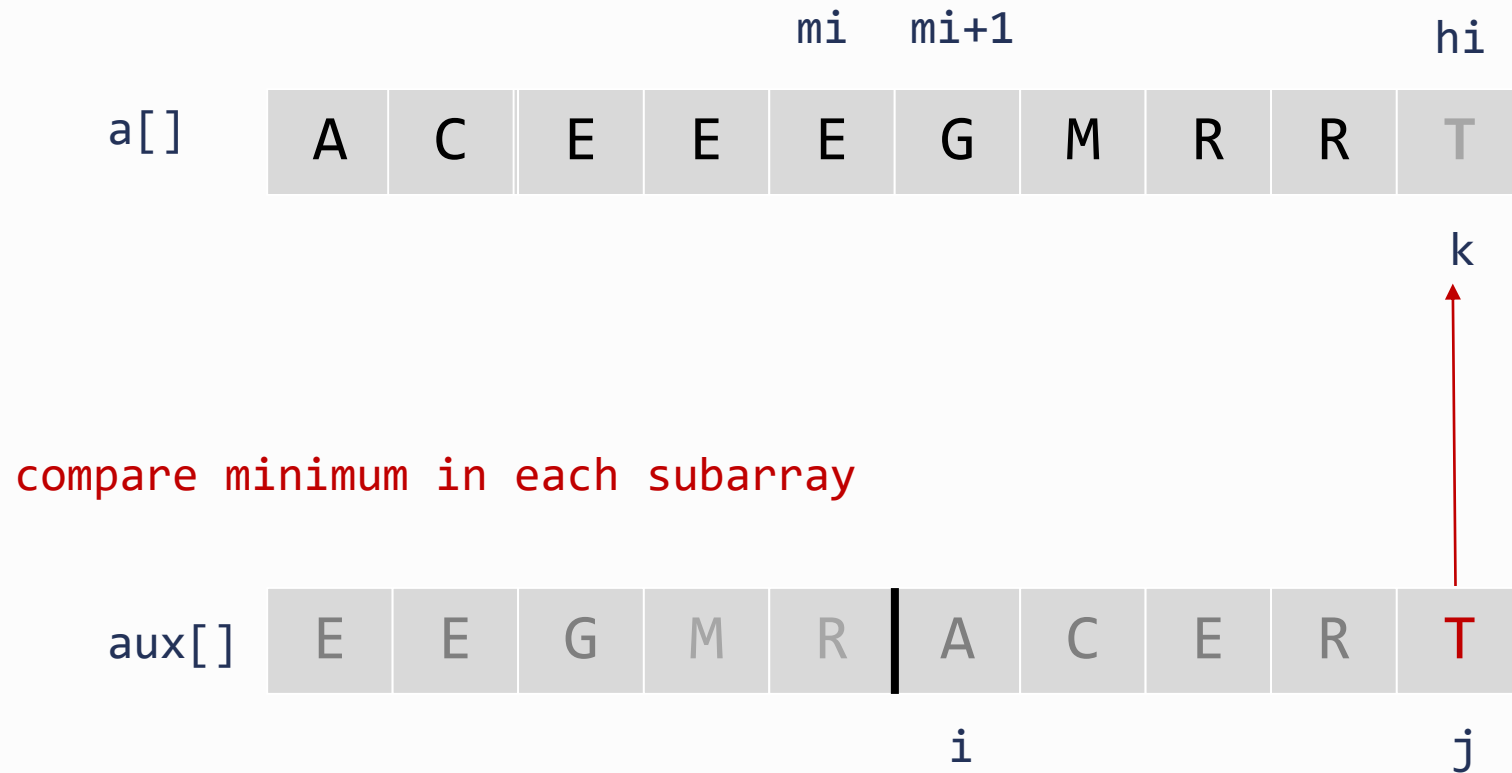 mi mi+1 hi
a[] A C E E E G M R R T
k
compare minimum in each subarray
aux[] E E G M R A C E R T
i j